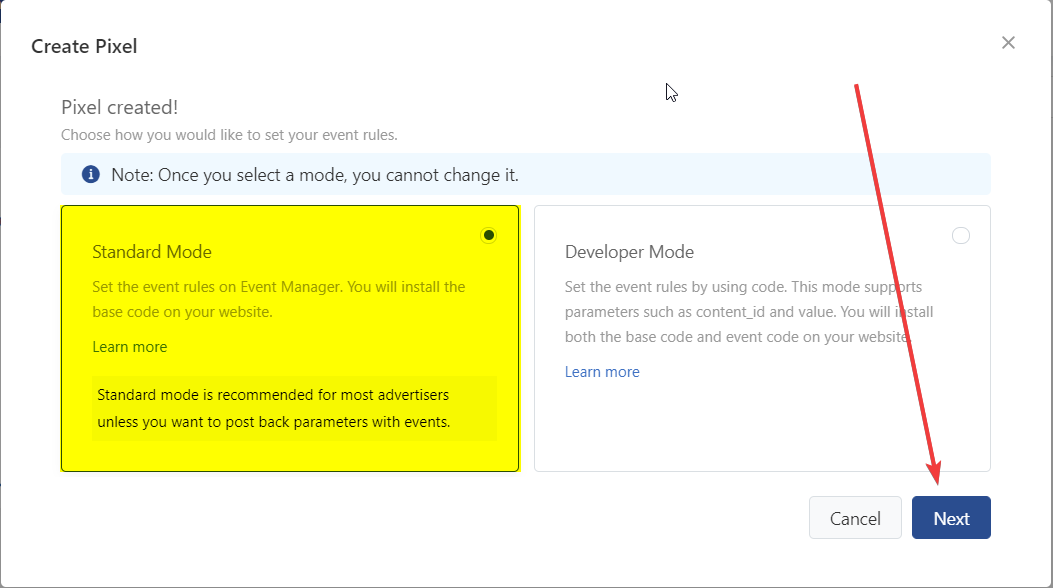 Create Pixel
Pixel created!
Choose how you would like to set your event rules.
Note: Once you select a mode, you cannot change it.
Standard Mode
Set the event rules on Event Manager. You will install the
base code on your website.
Learn more
Standard mode is recommended for most advertisers
unless you want to post back parameters with events.
Developer Mode
Set the event rules by using code. This mode supports
parameters such as content_id and value. You will install
both the base code and event code on your website.
Learn more
Cancel
Next